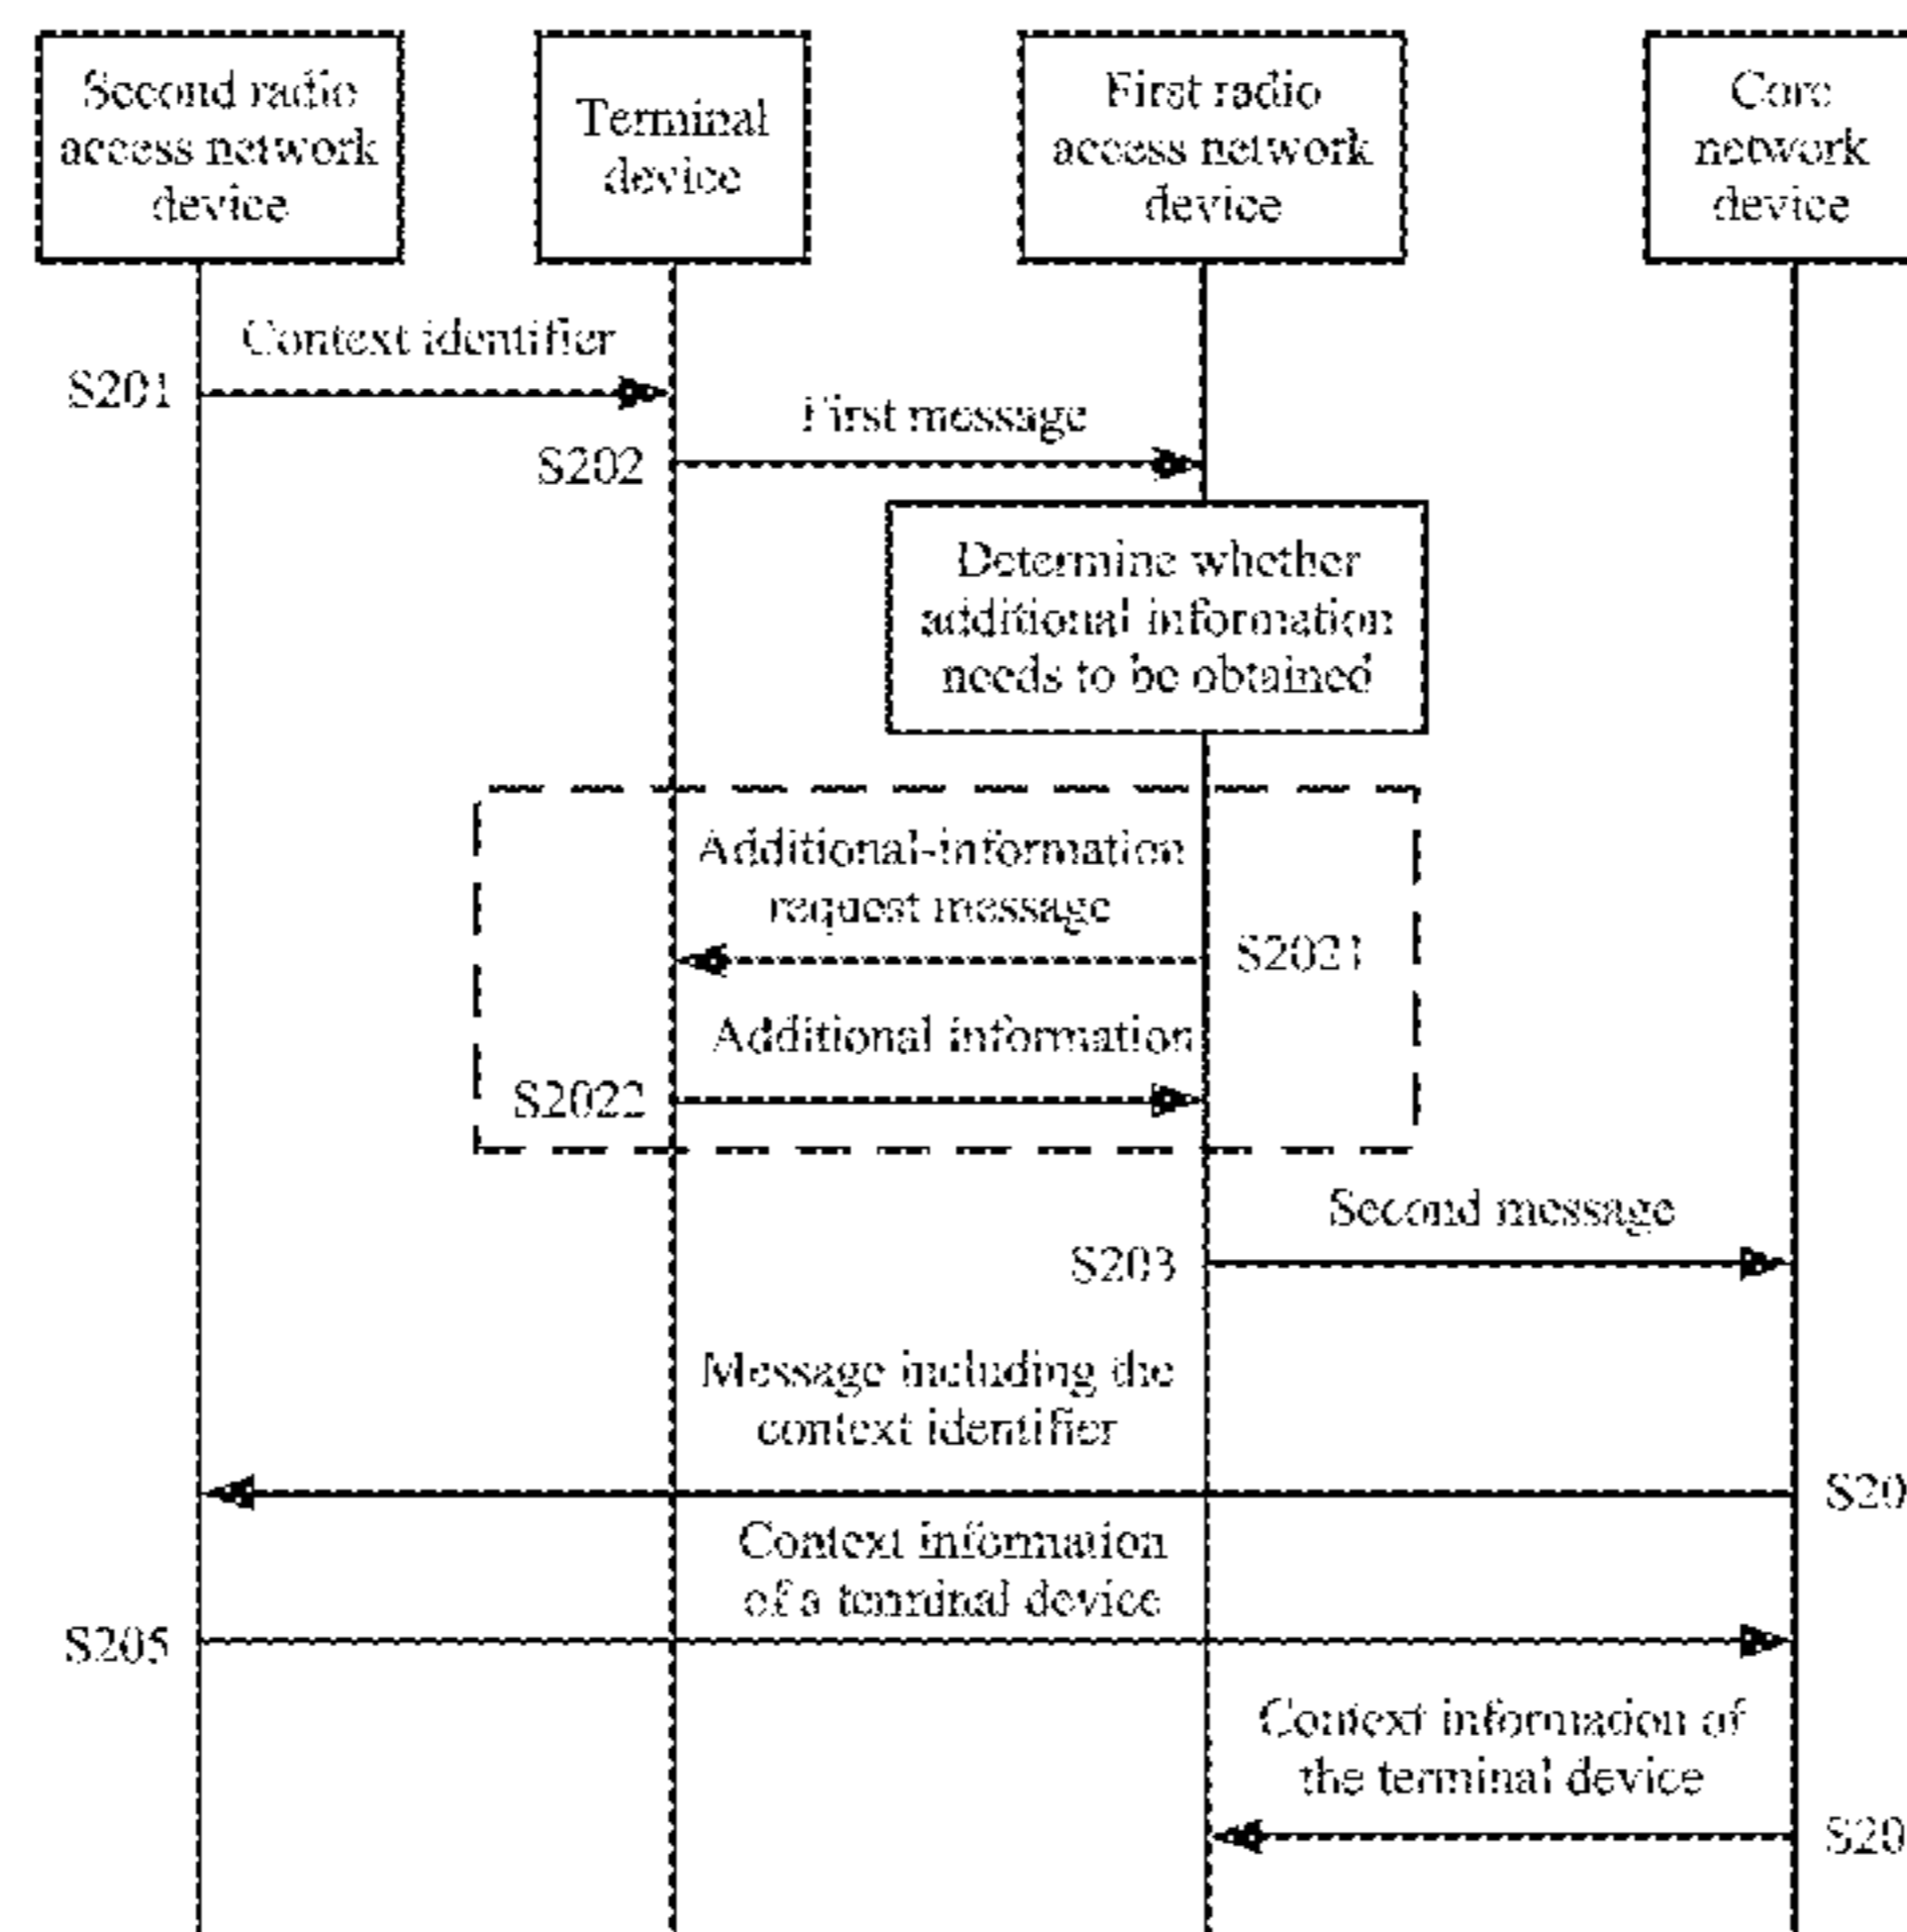 Second radio
access network
device
Terminal
device
First radio
access network
device
Core
network
device
Context identifier
S201
First message
S202
Determine whether
additional information
needs to be obtained
Additional-information
request message
S2021
Additional information
S2022
Second message
S203
Message including the
context identifier
S20
Context information
of a terminal device
S205
Context information of
the terminal device
S20